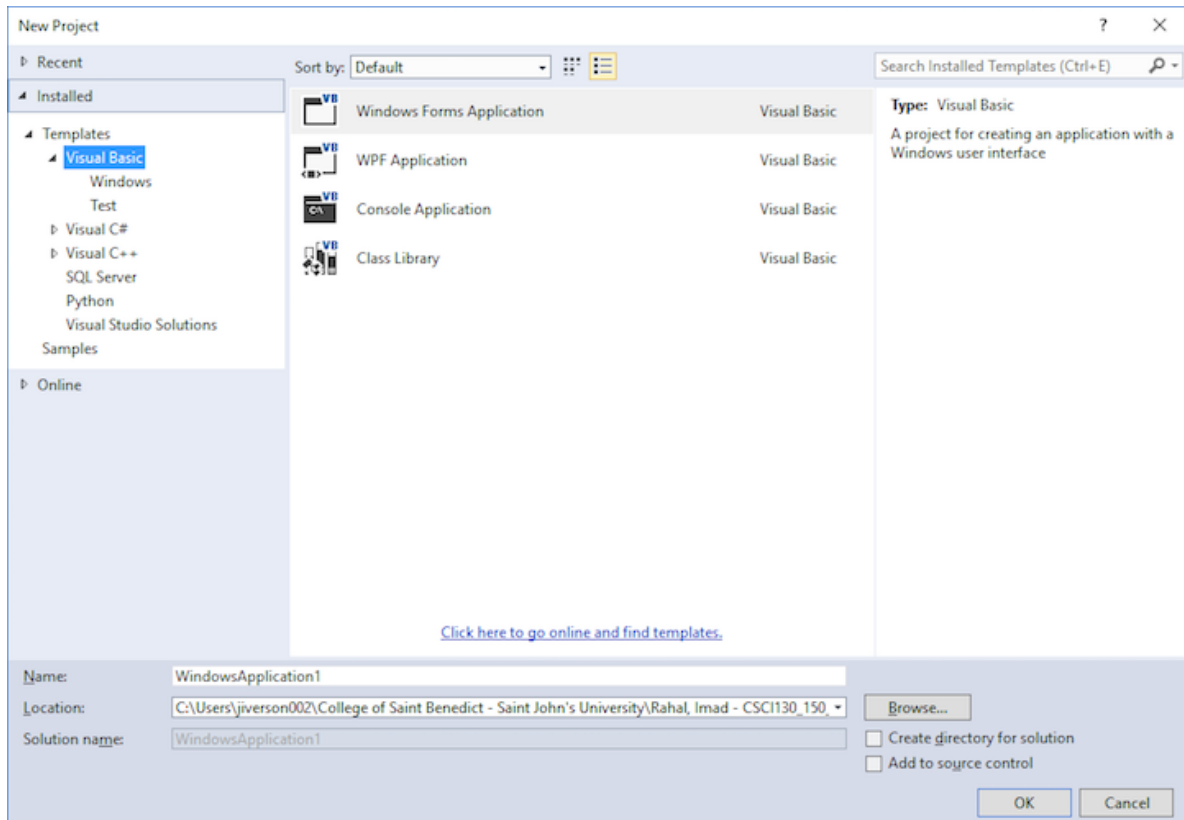 New Project
?
Recent
Installed
Templates
Visual Basic
Windows
Test
Visual C#
Visual C++
SQL Server
Python
Visual Studio Solutions
Samples
Online
Sort by: Default
Search Installed Templates (Ctrl+E)
VB Windows Forms Application Visual Basic
VB WPF Application Visual Basic
VB C:\ Console Application Visual Basic
VB Class Library Visual Basic
Click here to go online and find templates.
Type: Visual Basic
A project for creating an application with a
Windows user interface
Name: WindowsApplication1
Location: C:\Users\jiverson002\College of Saint Benedict - Saint John's University\Rahal, Imad - CSCI130_150_ Browse...
Solution name: WindowsApplication1
Create directory for solution
Add to source control
OK Cancel